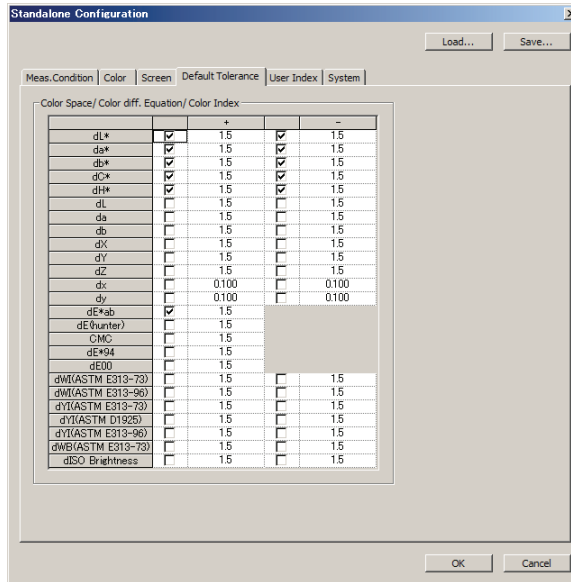 Standalone Configuration
Load... Save...
Meas.Condition Color Screen Default Tolerance User Index System
Color Space/ Color diff. Equation/ Color Index
+ -
dL* 1.5 1.5
da* 1.5 1.5
db* 1.5 1.5
dC* 1.5 1.5
dH* 1.5 1.5
dL 1.5 1.5
da 1.5 1.5
db 1.5 1.5
dX 1.5 1.5
dY 1.5 1.5
dZ 1.5 1.5
dx 0.100 0.100
dy 0.100 0.100
dE*ab 1.5
dE(hunter) 1.5
CMC 1.5
dE*94 1.5
dE00 1.5
dWI(ASTM E313-73) 1.5 1.5
dWI(ASTM E313-96) 1.5 1.5
dYI(ASTM E313-73) 1.5 1.5
dYI(ASTM D1925) 1.5 1.5
dYI(ASTM E313-96) 1.5 1.5
dWB(ASTM E313-73) 1.5 1.5
dISO Brightness 1.5 1.5
OK Cancel